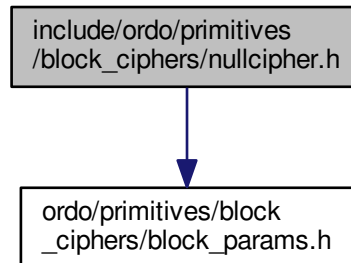 include/ordo/primitives
/block_ciphers/nullcipher.h
ordo/primitives/block
_ciphers/block_params.h